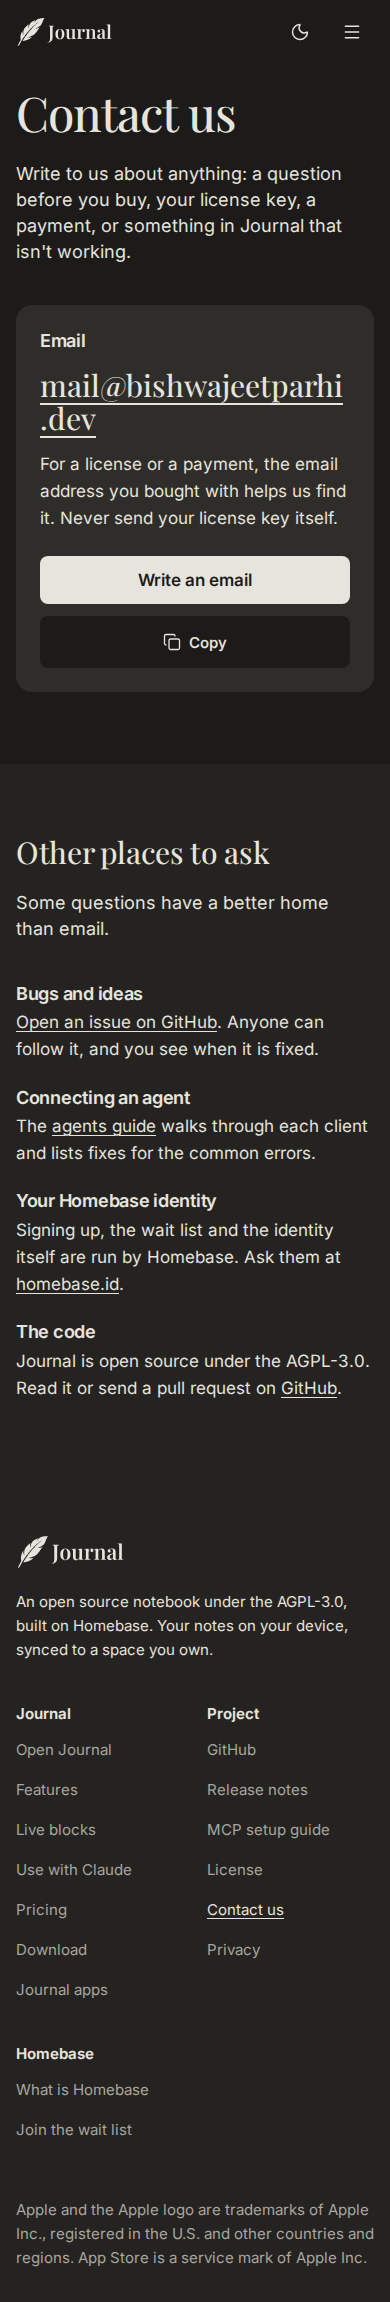 Journal
Contact us
Write to us about anything: a question
before you buy, your license key, a
payment, or something in Journal that
isn't working.
Email
mail@bishwajeetparhi
.dev
For a license or a payment, the email
address you bought with helps us find
it. Never send your license key itself.
Write an email
Copy
Other places to ask
Some questions have a better home
than email.
Bugs and ideas
Open an issue on GitHub. Anyone can
follow it, and you see when it is fixed.
Connecting an agent
The agents guide walks through each client
and lists fixes for the common errors.
Your Homebase identity
Signing up, the wait list and the identity
itself are run by Homebase. Ask them at
homebase.id.
The code
Journal is open source under the AGPL-3.0.
Read it or send a pull request on GitHub.
Journal
An open source notebook under the AGPL-3.0,
built on Homebase. Your notes on your device,
synced to a space you own.
Journal
Open Journal
Features
Live blocks
Use with Claude
Pricing
Download
Journal apps
Project
GitHub
Release notes
MCP setup guide
License
Contact us
Privacy
Homebase
What is Homebase
Join the wait list
Apple and the Apple logo are trademarks of Apple
Inc., registered in the U.S. and other countries and
regions. App Store is a service mark of Apple Inc.